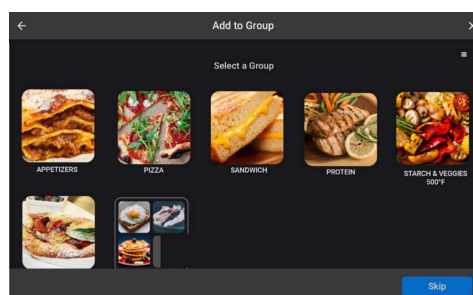 Add to Group
Select a Group
APPETIZERS
PIZZA
SANDWICH
PROTEIN
STARCH & VEGGIES
500°F
Skip